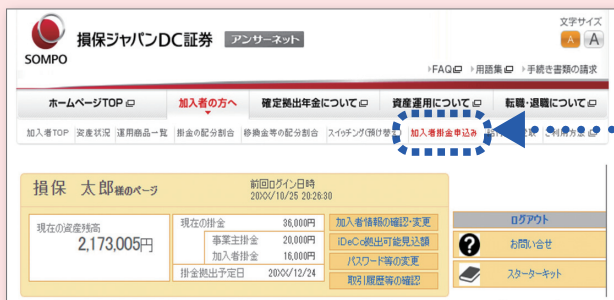 文字サイズ
A A
SOMPO
損保ジャパンDC証券 アンサーネット
FAQ 用語集 手続き書類の請求
ホームページTOP 加入者の方へ 確定拠出年金について 資産運用について 転職・退職について
加入者TOP 資産状況 運用商品一覧 掛金の配分割合 移換金等の配分割合 スイッチング(預け替え) 加入者掛金申込み ご利用方法
損保 太郎様のページ
前回ログイン日時
20XX/10/25 20:26:30
現在の資産残高
2,173,005円
現在の掛金 36,000円
事業主掛金 20,000円
加入者掛金 16,000円
掛金拠出予定日 20XX/12/24
加入者情報の確認・変更
iDeCo拠出可能見込額
パスワード等の変更
取引履歴等の確認
ログアウト
? お問い合せ
スターターキット